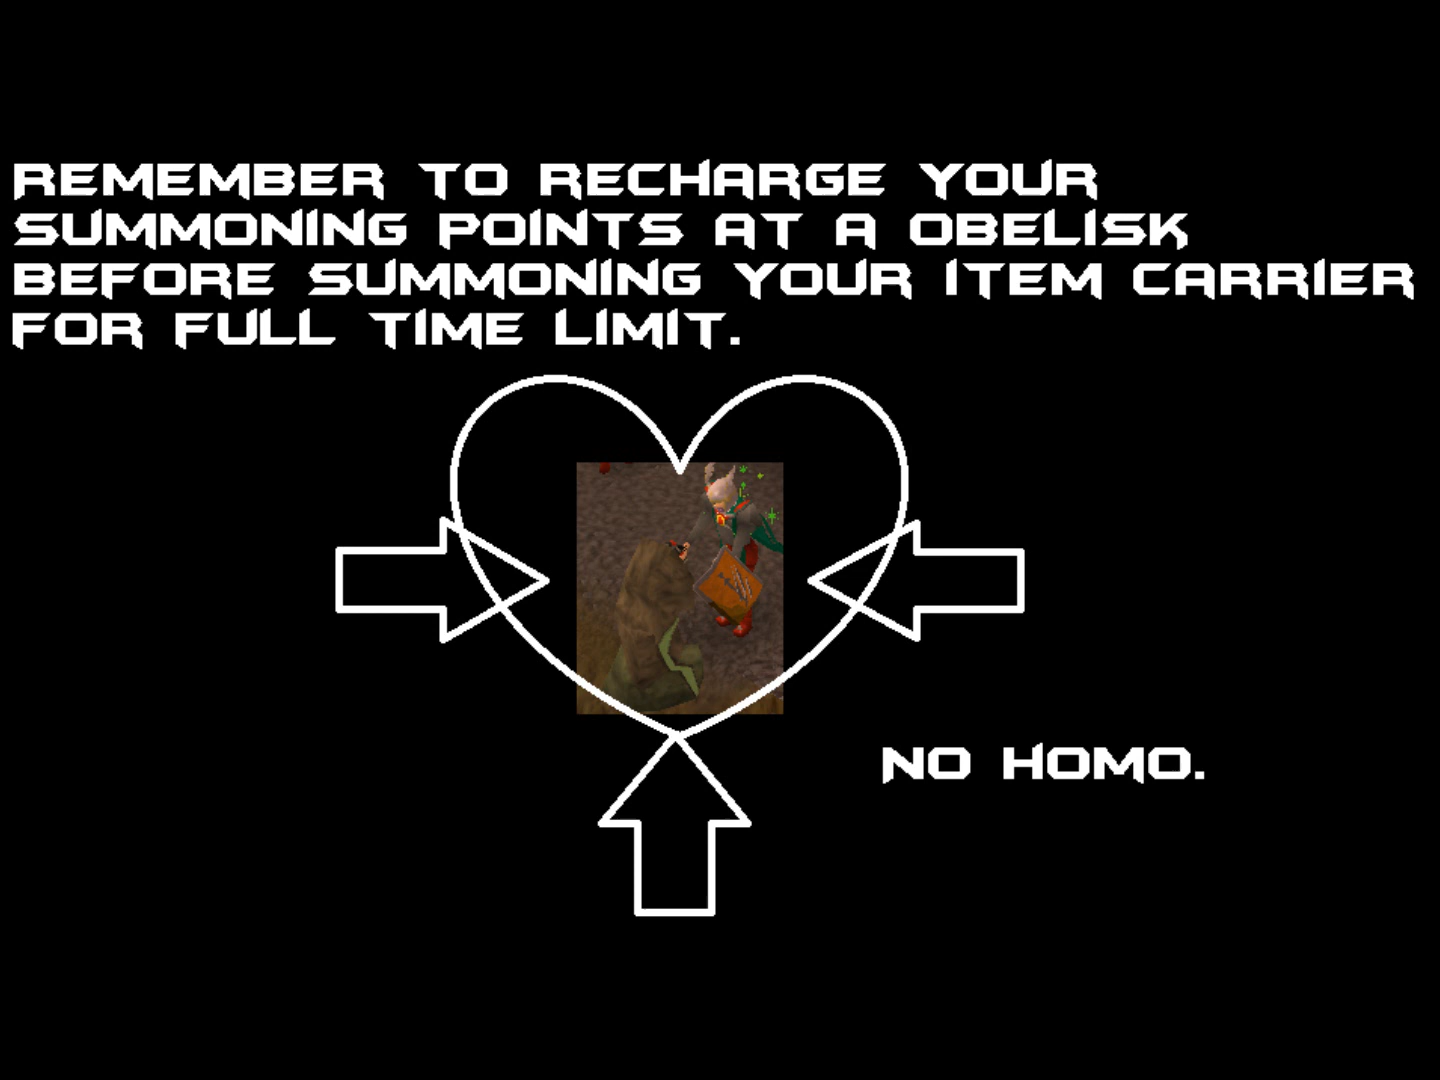 REMEMBER TO RECHARGE YOUR
SUMMONING POINTS AT A OBELISK
BEFORE SUMMONING YOUR ITEM CARRIER
FOR FULL TIME LIMIT.
NO HOMO.